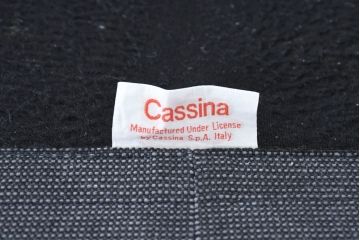 Cassina
Manufactured Under License
by Cassina S.p.A. Italy